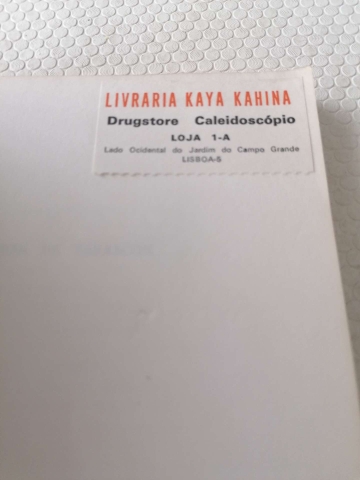 LIVRARIA KAYA KAHINA
Drugstore Caleidoscópio
LOJA 1-A
Lado Ocidental do Jardim do Campo Grande
LISBOA-5